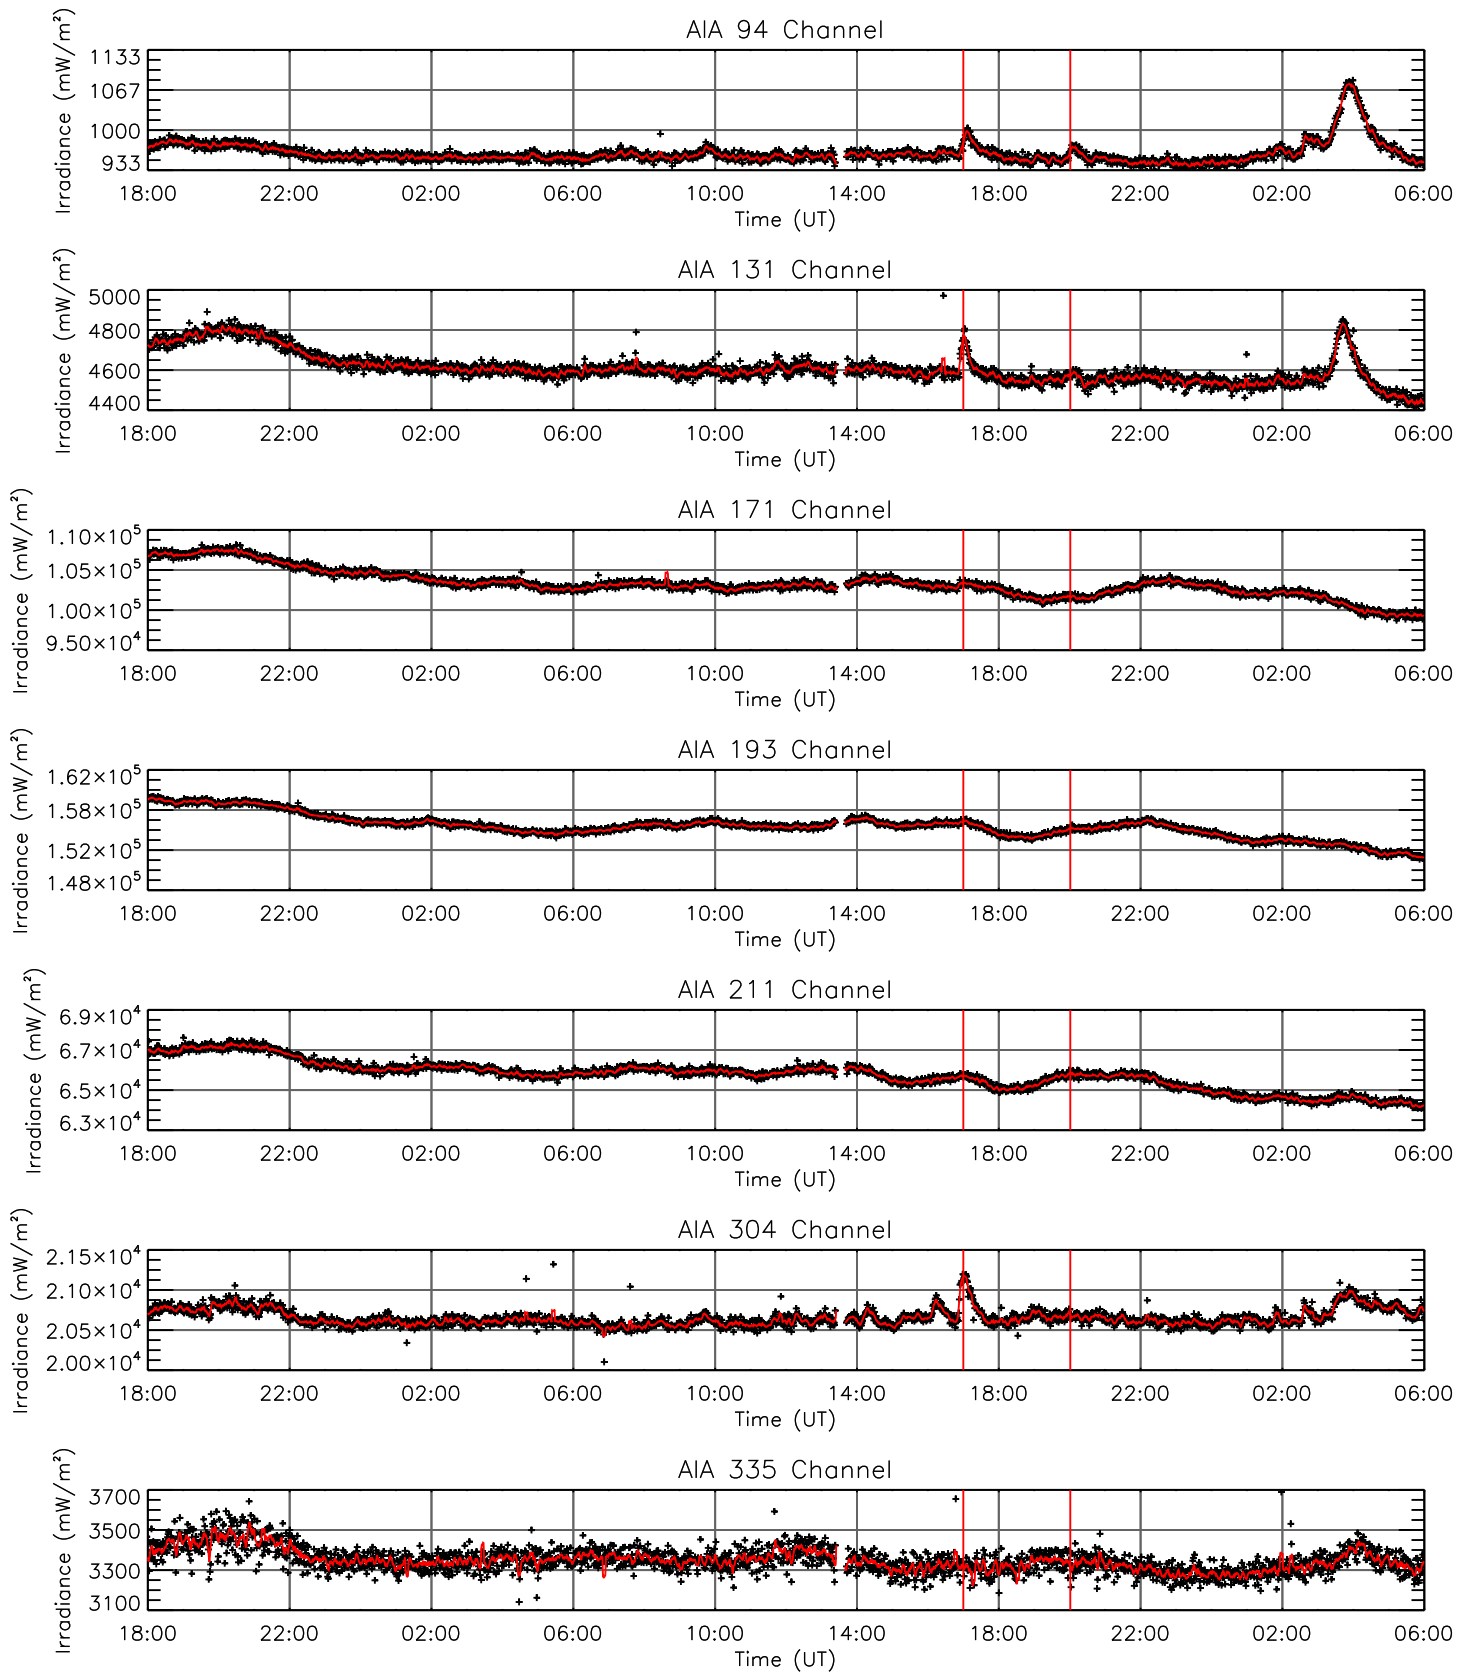 AIA 94 Channel
Irradiance (mW/m²)
1133
1067
1000
933
18:00 22:00 02:00 06:00 10:00 14:00 18:00 22:00 02:00 06:00
Time (UT)
AIA 131 Channel
Irradiance (mW/m²)
5000
4800
4600
4400
18:00 22:00 02:00 06:00 10:00 14:00 18:00 22:00 02:00 06:00
Time (UT)
AIA 171 Channel
Irradiance (mW/m²)
1.10×10⁵
1.05×10⁵
1.00×10⁵
9.50×10⁴
18:00 22:00 02:00 06:00 10:00 14:00 18:00 22:00 02:00 06:00
Time (UT)
AIA 193 Channel
Irradiance (mW/m²)
1.62×10⁵
1.58×10⁵
1.52×10⁵
1.48×10⁵
18:00 22:00 02:00 06:00 10:00 14:00 18:00 22:00 02:00 06:00
Time (UT)
AIA 211 Channel
Irradiance (mW/m²)
6.9×10⁴
6.7×10⁴
6.5×10⁴
6.3×10⁴
18:00 22:00 02:00 06:00 10:00 14:00 18:00 22:00 02:00 06:00
Time (UT)
AIA 304 Channel
Irradiance (mW/m²)
2.15×10⁴
2.10×10⁴
2.05×10⁴
2.00×10⁴
18:00 22:00 02:00 06:00 10:00 14:00 18:00 22:00 02:00 06:00
Time (UT)
AIA 335 Channel
Irradiance (mW/m²)
3700
3500
3300
3100
18:00 22:00 02:00 06:00 10:00 14:00 18:00 22:00 02:00 06:00
Time (UT)